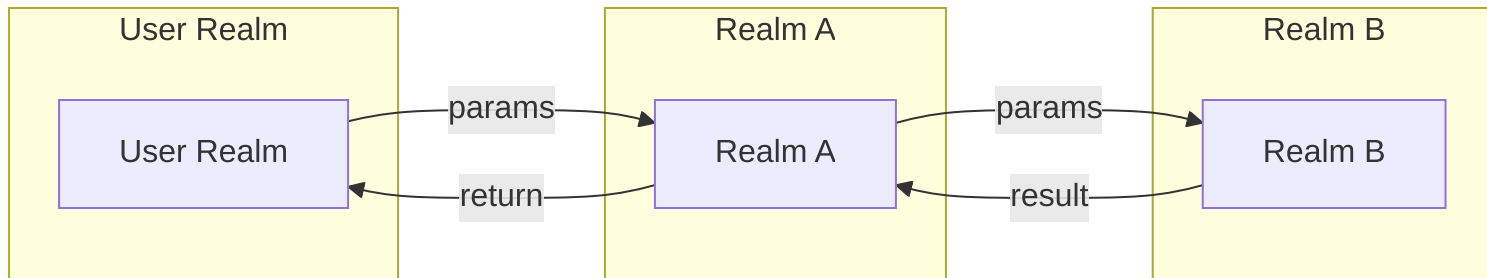 User Realm
Realm A
Realm B
params
params
User Realm
Realm A
Realm B
return
result